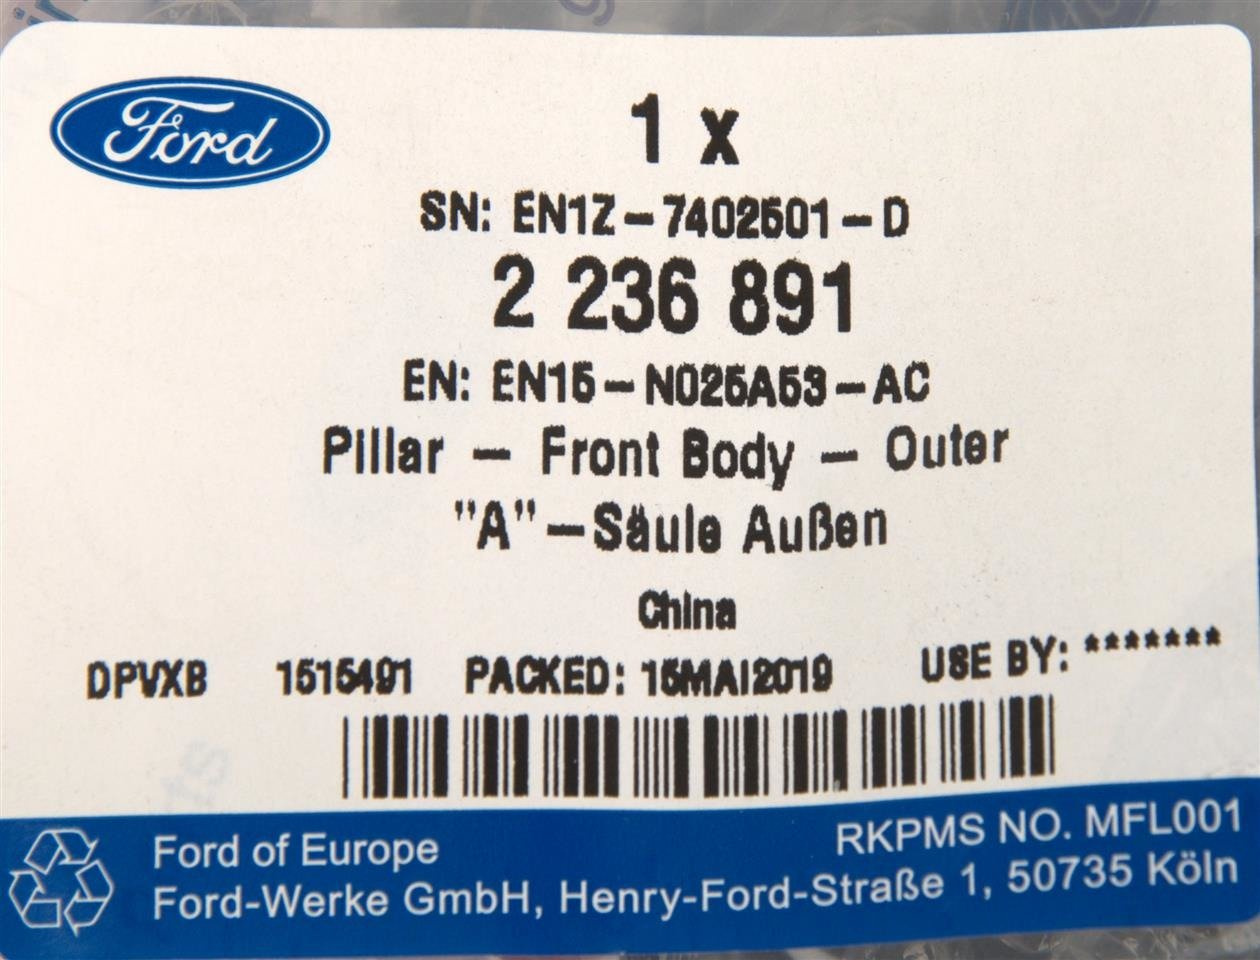 Ford
1 x
SN: EN1Z-7402501-D
2 236 891
EN: EN15-N025A53-AC
Pillar - Front Body - Outer
"A"-Säule Außen
China
DPVXB 1515491 PACKED: 15MAI2019 USE BY: *******
Ford of Europe RKPMS NO. MFL001
Ford-Werke GmbH, Henry-Ford-Straße 1, 50735 Köln